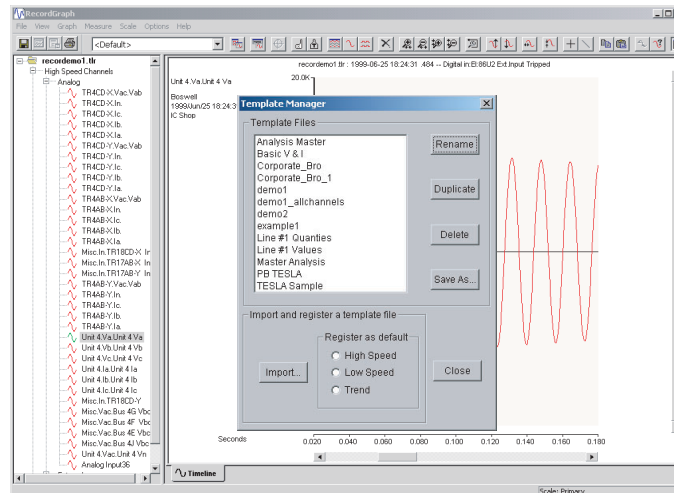 RecordGraph
File View Graph Measure Scale Options Help
<Default>
recordemo1.tlr
High Speed Channels
Analog
TR4CD-X.Vac.Vab
TR4CD-X.In.
TR4CD-X.Ic.
TR4CD-X.Ib.
TR4CD-X.Ia.
TR4CD-Y.Vac.Vab
TR4CD-Y.In.
TR4CD-Y.Ic.
TR4CD-Y.Ib.
TR4CD-Y.Ia.
TR4AB-X.Vac.Vab
TR4AB-X.In.
TR4AB-X.Ic.
TR4AB-X.Ib.
TR4AB-X.Ia.
Misc.In.TR18CD-X In
Misc.In.TR17AB-X In
Misc.In.TR17AB-Y In
TR4AB-Y.Vac.Vab
TR4AB-Y.In.
TR4AB-Y.Ic.
TR4AB-Y.Ib.
TR4AB-Y.Ia.
Unit 4.Va.Unit 4 Va
Unit 4.Vb.Unit 4 Vb
Unit 4.Vc.Unit 4 Vc
Unit 4.Ia.Unit 4 Ia
Unit 4.Ib.Unit 4 Ib
Unit 4.Ic.Unit 4 Ic
Misc.In.TR18CD-Y
Misc.Vac.Bus 4G Vbc
Misc.Vac.Bus 4F Vbc
Misc.Vac.Bus 4E Vbc
Misc.Vac.Bus 4J Vbc
Unit 4.Vac.Unit 4 Vn
Analog Input36
recordemo1 tlr : 1999-06-25 18:24:31 .484 -- Digital in:El:86U2 Ext.Input Tripped
Unit 4.Va.Unit 4 Va
20.0K
Boswell
1999/Jun/25 18:24:3
IC Shop
Template Manager
Template Files
Analysis Master
Basic V & I
Corporate_Bro
Corporate_Bro_1
demo1
demo1_allchannels
demo2
example1
Line #1 Quanties
Line #1 Values
Master Analysis
PB TESLA
TESLA Sample
Rename
Duplicate
Delete
Save As...
Import and register a template file
Import...
Register as default
High Speed
Low Speed
Trend
Close
Seconds
0.020 0.040 0.060 0.080 0.100 0.120 0.140 0.160 0.180
Timeline
Scale: Primary